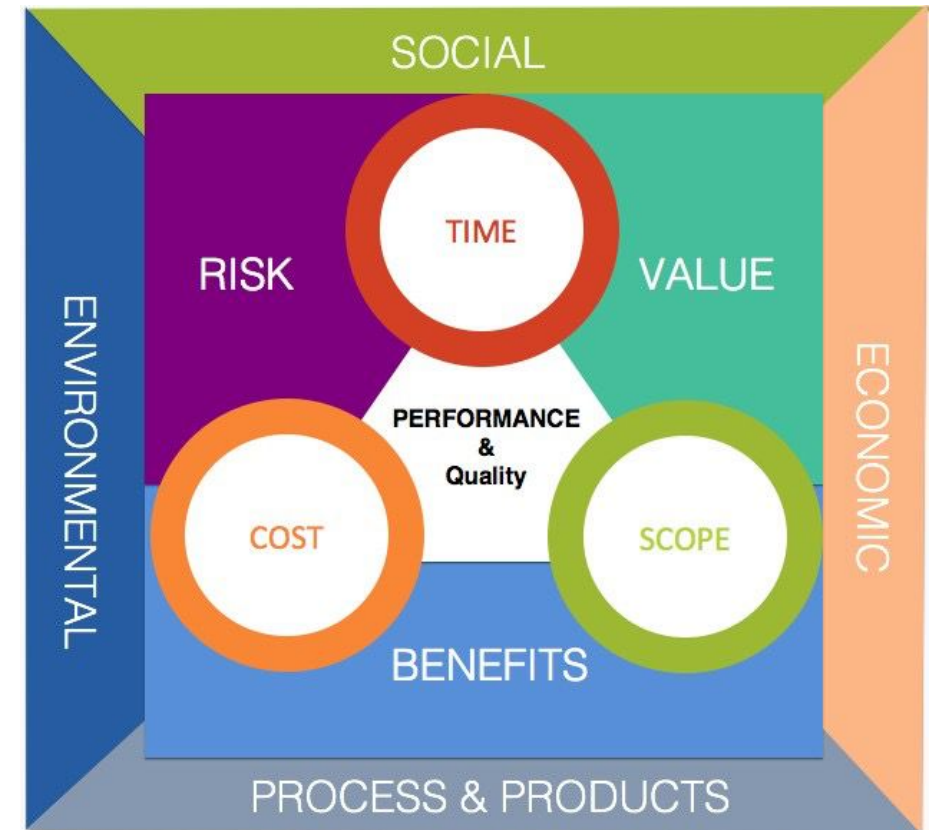 SOCIAL
TIME
RISK
VALUE
ENVIRONMENTAL
ECONOMIC
PERFORMANCE
&
Quality
COST
SCOPE
BENEFITS
PROCESS & PRODUCTS